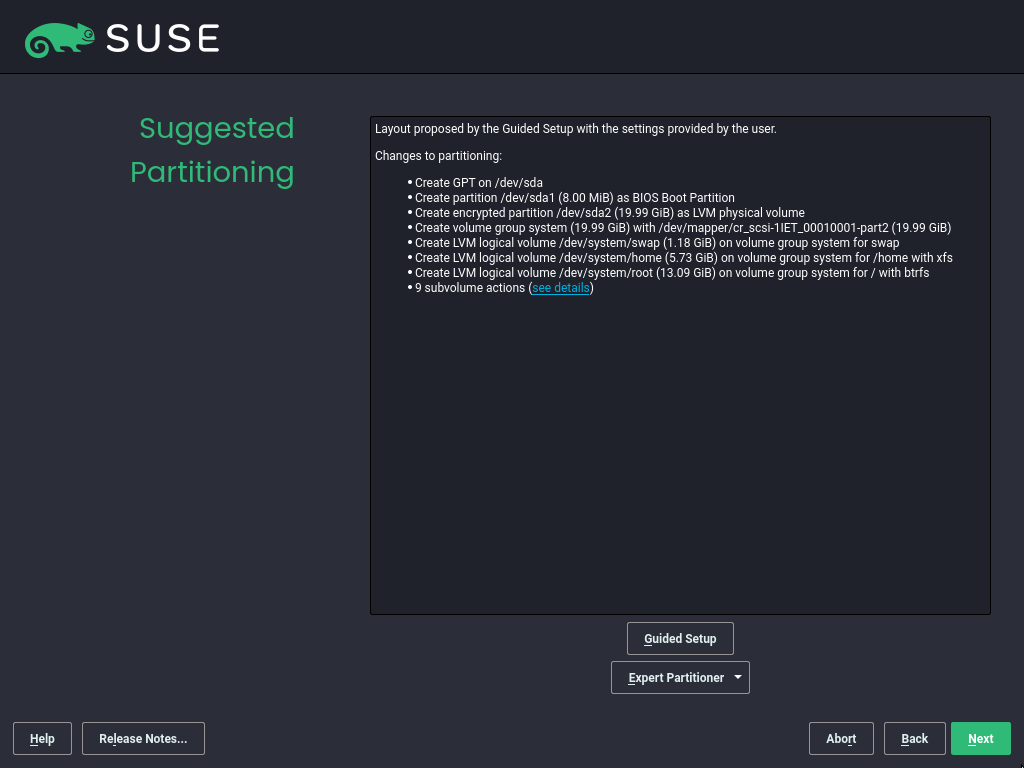 SUSE
Suggested
Partitioning
Layout proposed by the Guided Setup with the settings provided by the user.
Changes to partitioning:
• Create GPT on /dev/sda
• Create partition /dev/sda1 (8.00 MiB) as BIOS Boot Partition
• Create encrypted partition /dev/sda2 (19.99 GiB) as LVM physical volume
• Create volume group system (19.99 GiB) with /dev/mapper/cr_scsi-1IET_00010001-part2 (19.99 GiB)
• Create LVM logical volume /dev/system/swap (1.18 GiB) on volume group system for swap
• Create LVM logical volume /dev/system/home (5.73 GiB) on volume group system for /home with xfs
• Create LVM logical volume /dev/system/root (13.09 GiB) on volume group system for / with btrfs
• 9 subvolume actions (see details)
Guided Setup
Expert Partitioner
Help
Release Notes...
Abort
Back
Next